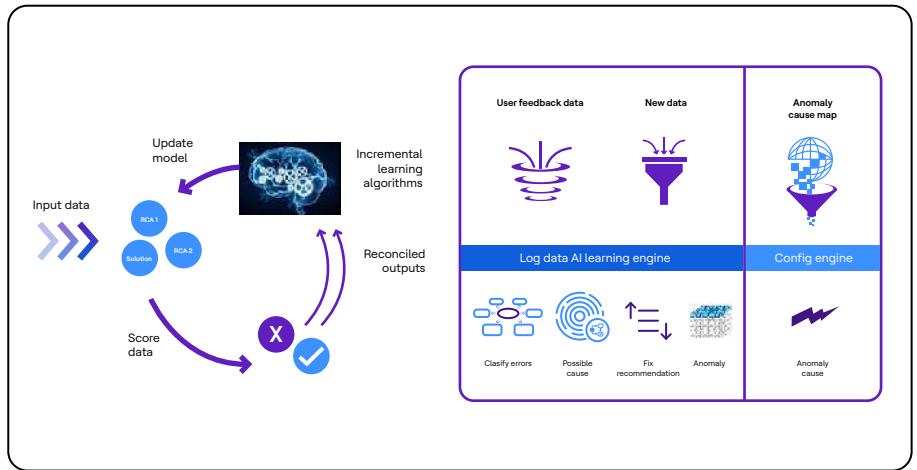 Update
model
Incremental
learning
algorithms
Input data
RCA 1
RCA 2
Solution
Reconciled
outputs
X
Score
data
User feedback data
New data
Anomaly
cause map
Log data AI learning engine
Config engine
Clasify errors
Possible
cause
Fix
recommendation
Anomaly
Anomaly
cause